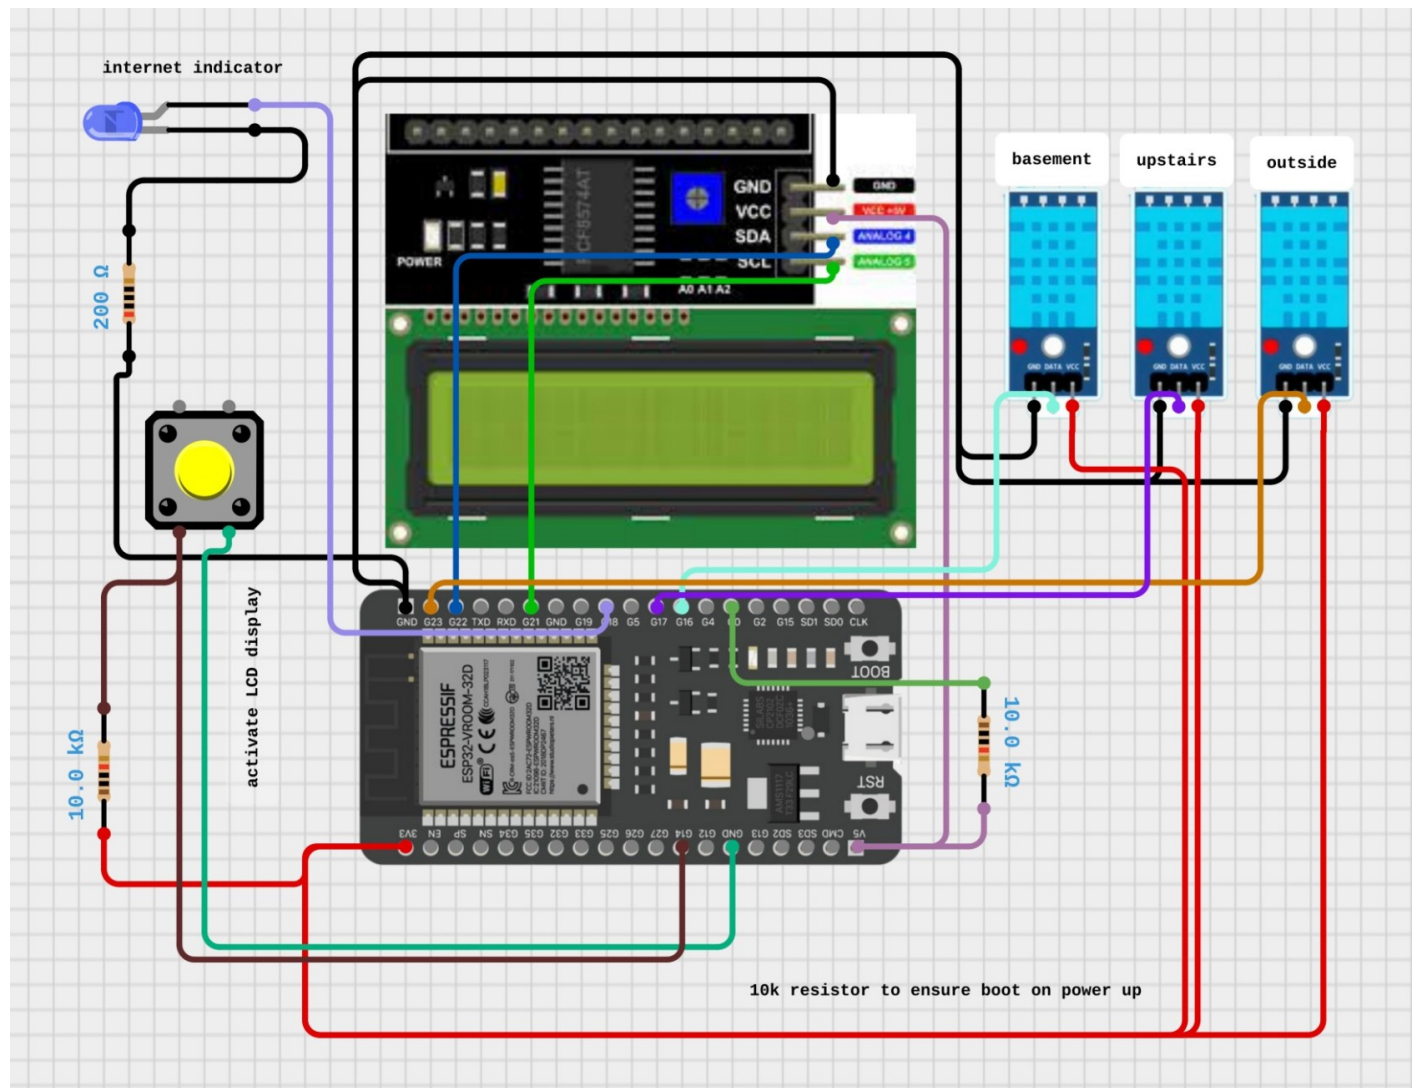 internet indicator
GND
VCC
SDA
SCL
GND
VCC +5V
ANALOG 4
ANALOG 5
POWER
A0 A1 A2
basement
upstairs
outside
GND DATA VCC
GND DATA VCC
GND DATA VCC
200 Ω
activate LCD display
10.0 kΩ
10.0 kΩ
GND G23 G22 TXD RXD G21 GND G19 G18 G5 G17 G16 G4 G0 G2 G15 SD1 SD0 CLK
BOOT
ESPRESSIF
ESP32-WROOM-32D
WiFi
CE
RST
3V3 EN SP SN G34 G35 G32 G33 G25 G26 G27 G14 G12 GND G13 SD2 SD3 CMD V5
10k resistor to ensure boot on power up